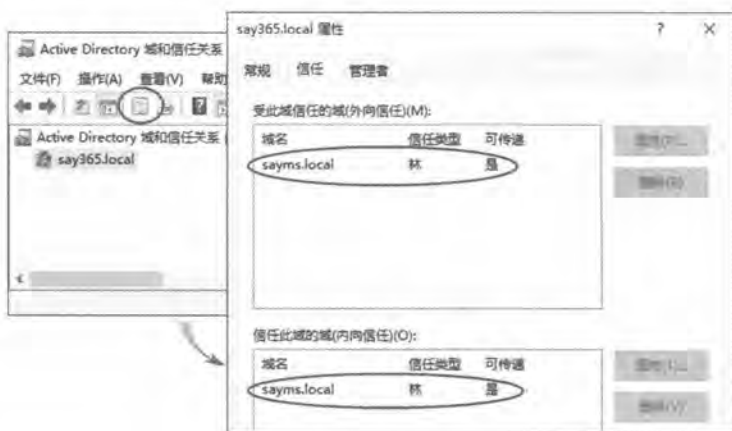 Active Directory 域和信任关系
文件(F) 操作(A) 查看(V) 帮助
Active Directory 域和信任关系 (
say365.local
say365.local 属性
? ×
常规 信任 管理者
受此域信任的域(外向信任)(M):
域名 信任类型 可传递
sayms.local 林 是
属性(P)...
删除(R)
信任此域的域(内向信任)(O):
域名 信任类型 可传递
sayms.local 林 是